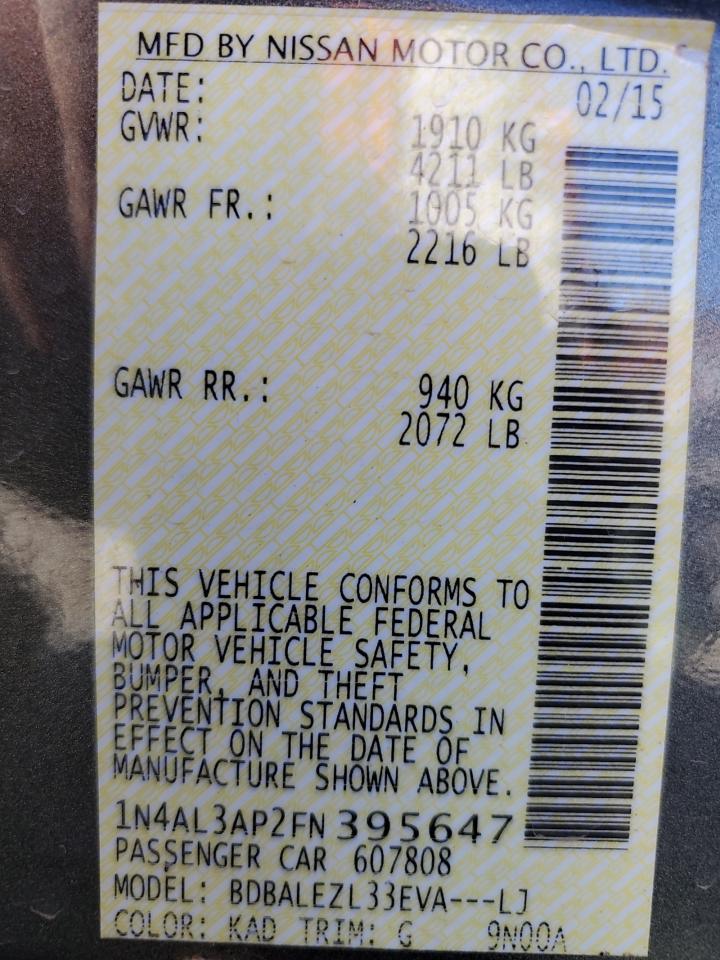 MFD BY NISSAN MOTOR CO., LTD.
DATE: 02/15
GVWR: 1910 KG
4211 LB
GAWR FR.: 1005 KG
2216 LB
GAWR RR.: 940 KG
2072 LB
THIS VEHICLE CONFORMS TO
ALL APPLICABLE FEDERAL
MOTOR VEHICLE SAFETY,
BUMPER, AND THEFT
PREVENTION STANDARDS IN
EFFECT ON THE DATE OF
MANUFACTURE SHOWN ABOVE.
1N4AL3AP2FN 395647
PASSENGER CAR 607808
MODEL: BDBALEZL33EVA---LJ
COLOR: KAD TRIM: G 9N00A